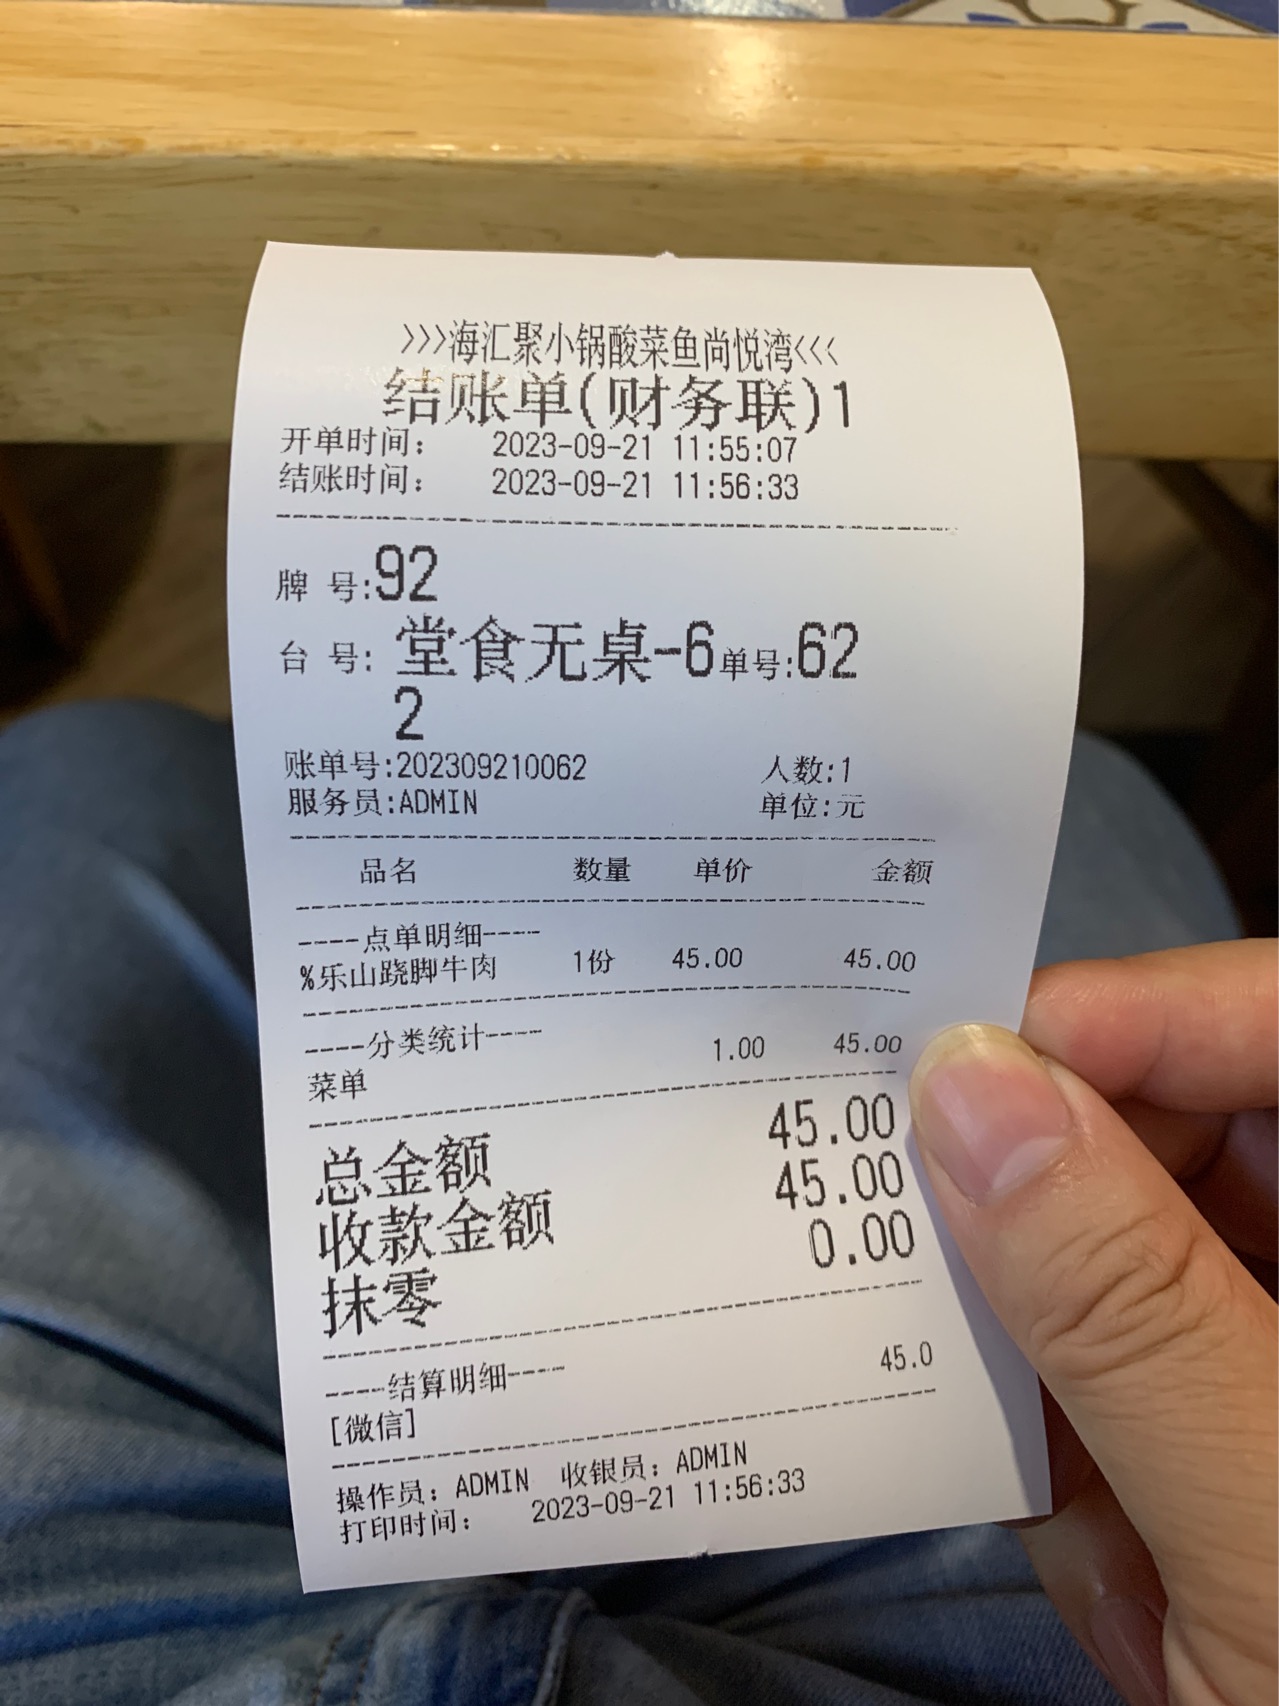 >>>海汇聚小锅酸菜鱼尚悦湾<<<
结账单(财务联)1
开单时间: 2023-09-21 11:55:07
结账时间: 2023-09-21 11:56:33
牌 号:92
台 号: 堂食无桌-6 单号:62
2
账单号:202309210062 人数:1
服务员:ADMIN 单位:元
品名 数量 单价 金额
----点单明细----
%乐山跷脚牛肉 1份 45.00 45.00
----分类统计----
菜单 1.00 45.00
总金额 45.00
收款金额 45.00
抹零 0.00
----结算明细----
[微信] 45.0
操作员: ADMIN 收银员: ADMIN
打印时间: 2023-09-21 11:56:33